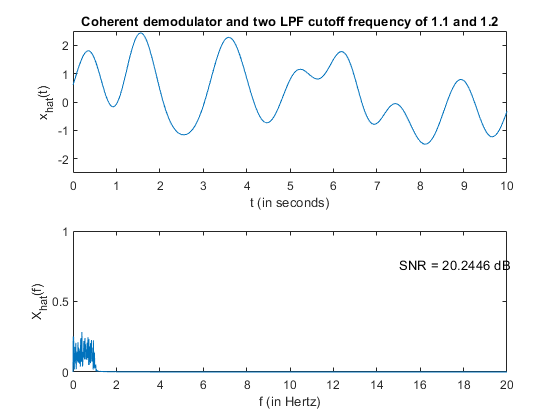 Coherent demodulator and two LPF cutoff frequency of 1.1 and 1.2
2
1
0
-1
-2
x_hat(t)
0 1 2 3 4 5 6 7 8 9 10
t (in seconds)
1
0.5
0
X_hat(f)
SNR = 20.2446 dB
0 2 4 6 8 10 12 14 16 18 20
f (in Hertz)